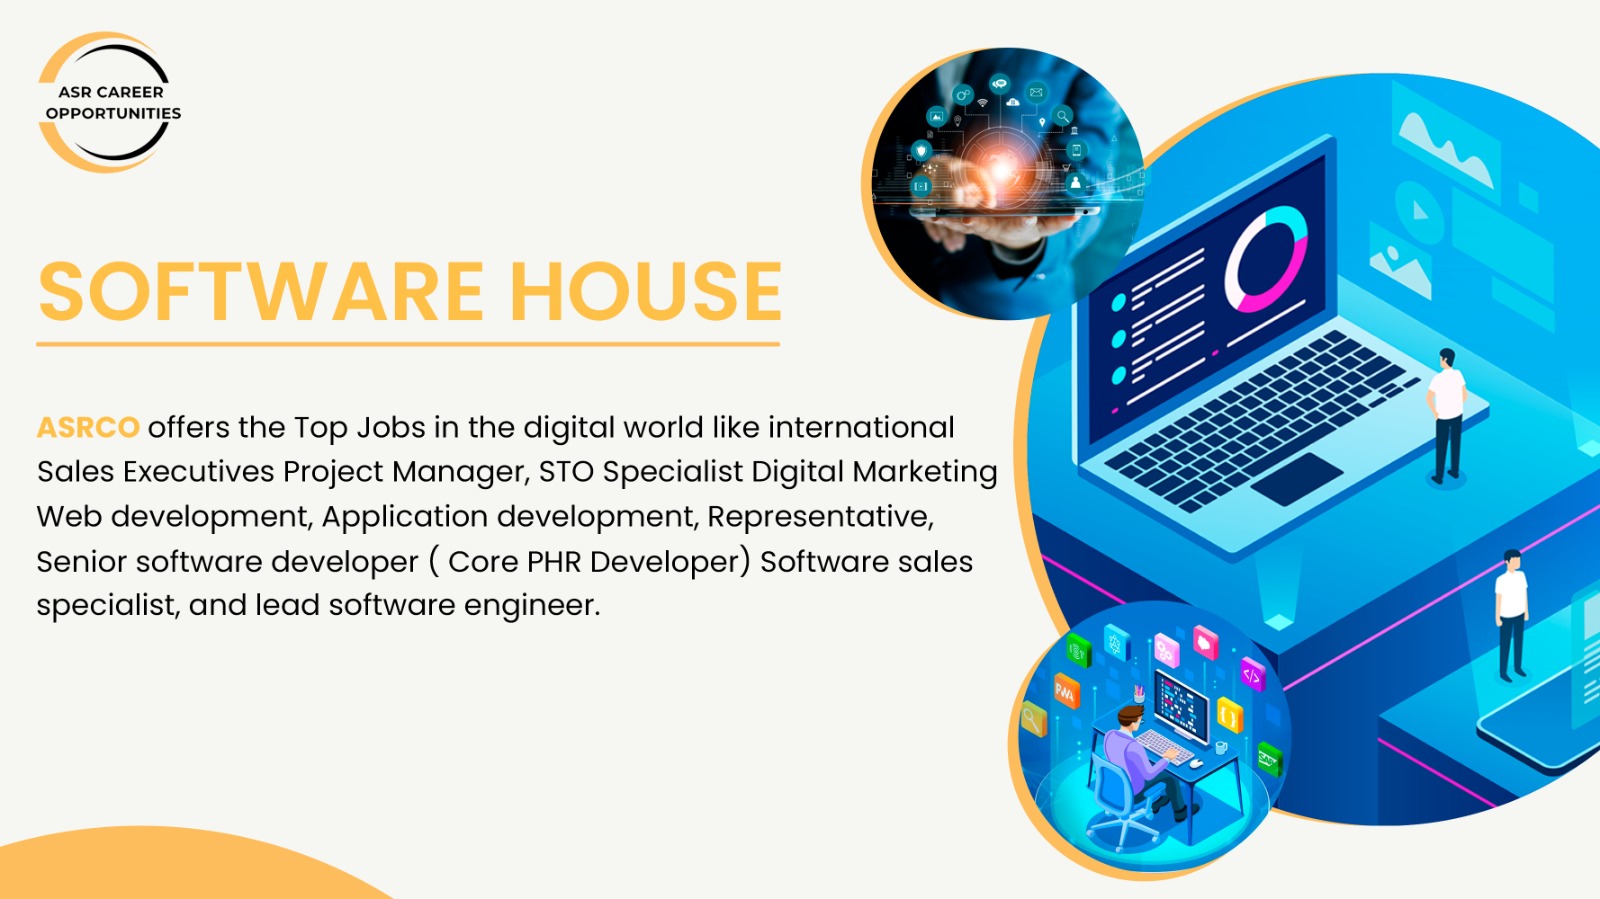 ASR CAREER
OPPORTUNITIES
SOFTWARE HOUSE
ASRCO offers the Top Jobs in the digital world like international
Sales Executives Project Manager, STO Specialist Digital Marketing
Web development, Application development, Representative,
Senior software developer ( Core PHR Developer) Software sales
specialist, and lead software engineer.